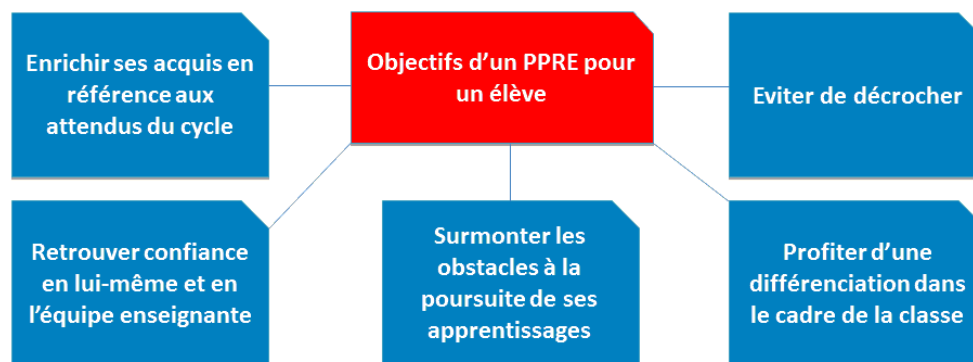 Enrichir ses acquis en
référence aux
attendus du cycle
Objectifs d’un PPRE pour
un élève
Eviter de décrocher
Retrouver confiance
en lui-même et en
l’équipe enseignante
Surmonter les
obstacles à la
poursuite de ses
apprentissages
Profiter d’une
différenciation dans
le cadre de la classe